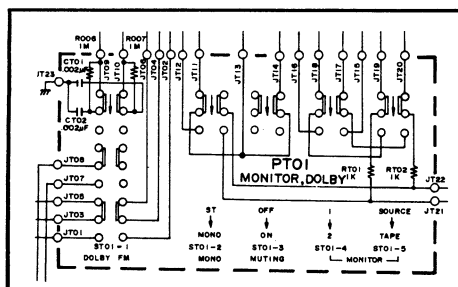 R006 R007
1M 1M
CT01
.002µF
JT09
JT10
JT06
JT04
JT02
JT12
JT11
JT13
JT14
JT16
JT18
JT17
JT15
JT19
JT20
JT23
CT02
.002µF
PT01
MONITOR, DOLBY
RT01
1K
RT02
1K
JT22
JT21
JT08
JT07
JT05
JT03
JT01
ST01-1
DOLBY FM
ST
MONO
ST01-2
MONO
OFF
ON
ST01-3
MUTING
1
2
ST01-4
SOURCE
TAPE
ST01-5
MONITOR